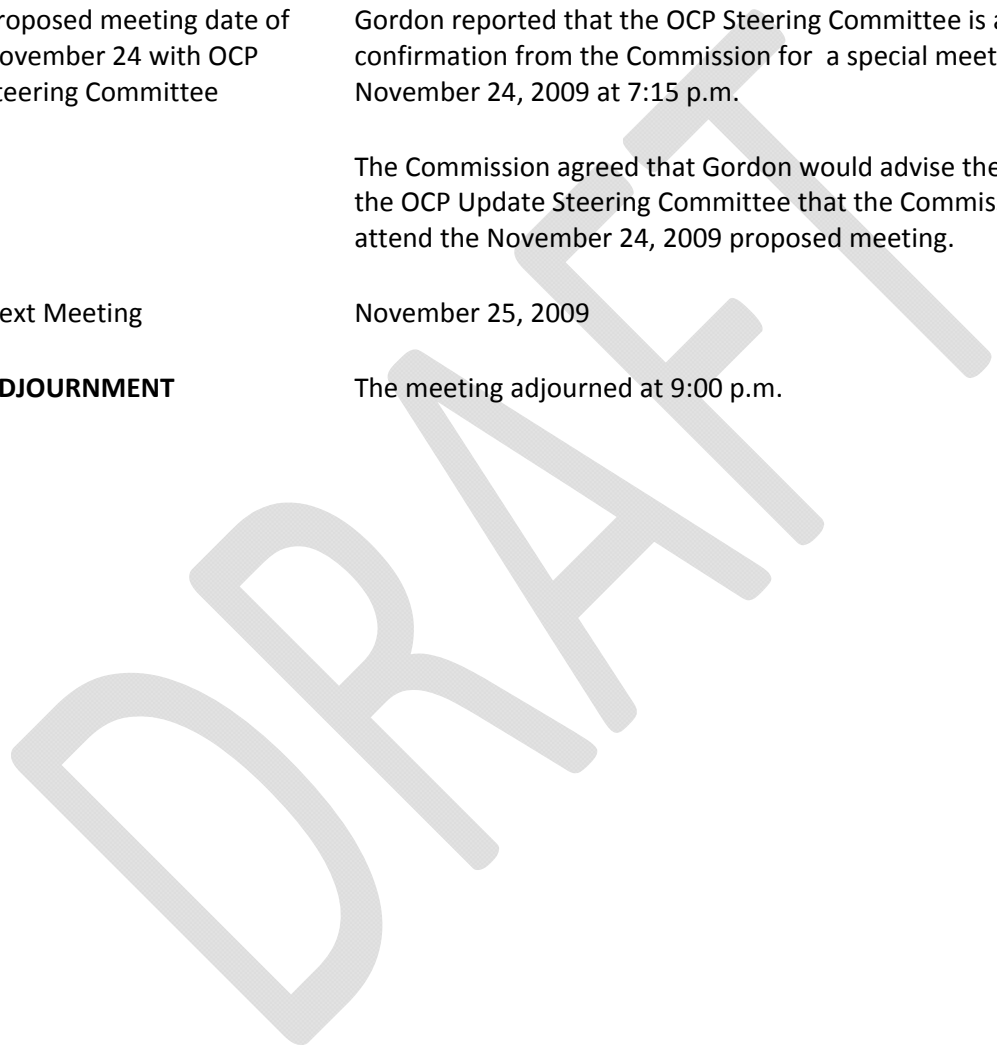 roposed meeting date of
ovember 24 with OCP
teering Committee
Gordon reported that the OCP Steering Committee is a
confirmation from the Commission for a special meet
November 24, 2009 at 7:15 p.m.
The Commission agreed that Gordon would advise the
the OCP Update Steering Committee that the Commis
attend the November 24, 2009 proposed meeting.
ext Meeting
November 25, 2009
DJOURNMENT
The meeting adjourned at 9:00 p.m.
DRAFT